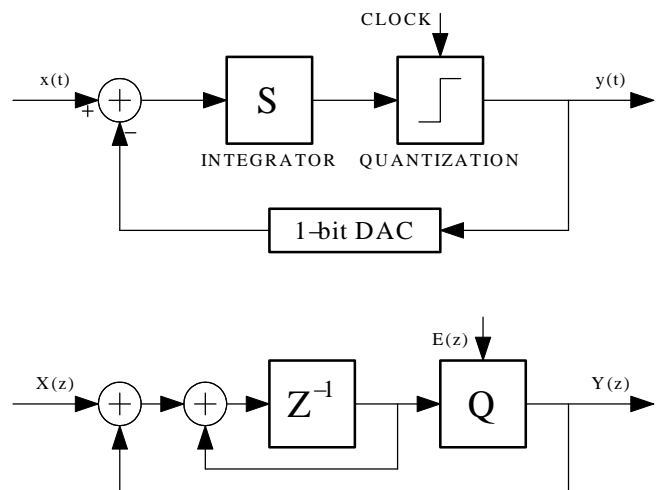 CLOCK
x(t)
y(t)
+
+
−
S
INTEGRATOR
QUANTIZATION
1−bit DAC
E(z)
X(z)
Y(z)
+
+
Z−1
Q